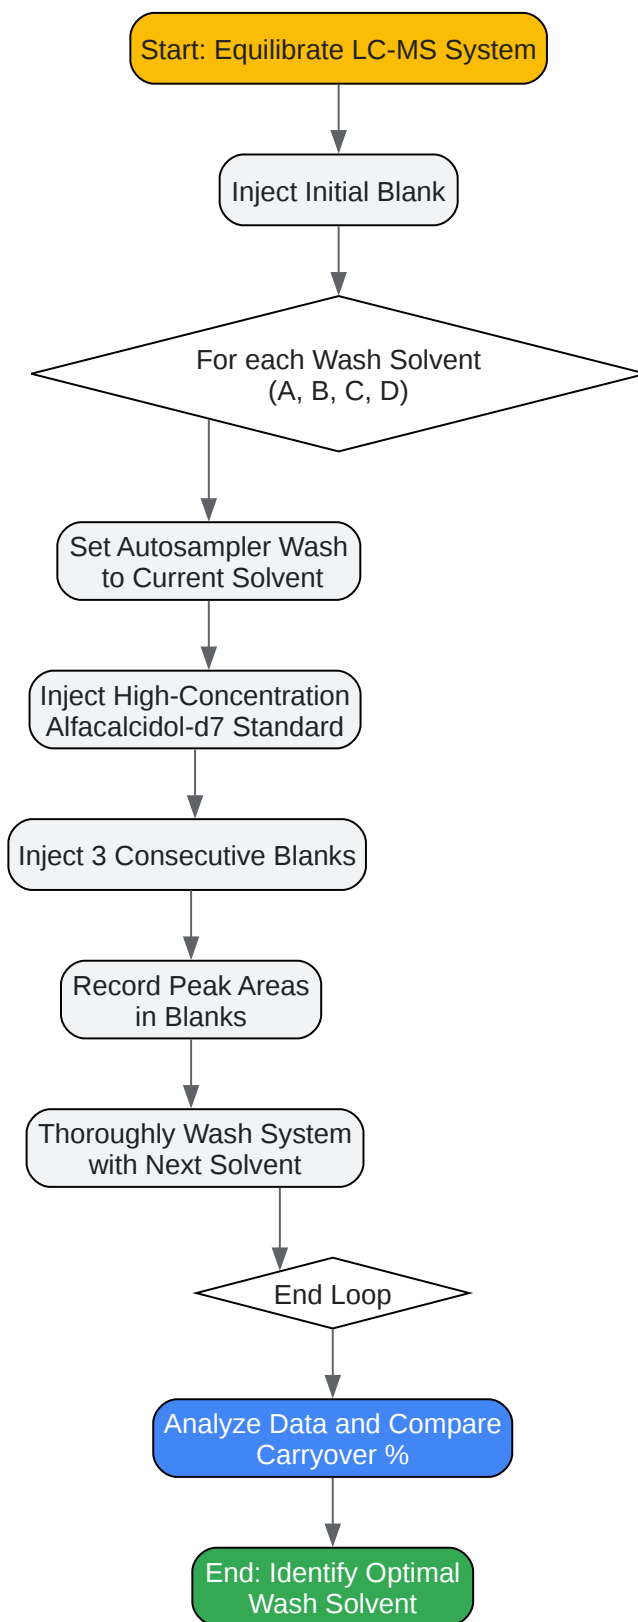 Start: Equilibrate LC-MS System
Inject Initial Blank
For each Wash Solvent
(A, B, C, D)
Set Autosampler Wash
to Current Solvent
Inject High-Concentration
Alfacalcidol-d7 Standard
Inject 3 Consecutive Blanks
Record Peak Areas
in Blanks
Thoroughly Wash System
with Next Solvent
End Loop
Analyze Data and Compare
Carryover %
End: Identify Optimal
Wash Solvent